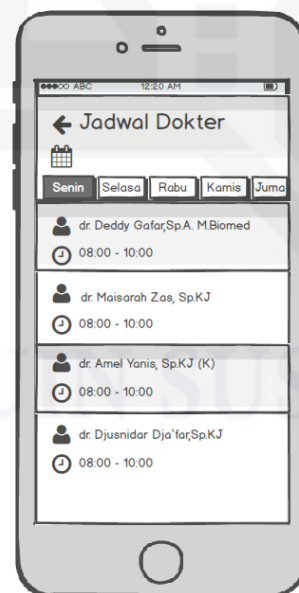 ABC 12:20 AM
Jadwal Dokter
Senin Selasa Rabu Kamis Juma
dr. Deddy Gafar,Sp.A. M.Biomed
08:00 - 10:00
dr. Maisarah Zas, Sp.KJ
08:00 - 10:00
dr. Amel Yanis, Sp.KJ (K)
08:00 - 10:00
dr. Djusnidar Dja'far,Sp.KJ
08:00 - 10:00
UIN SUS